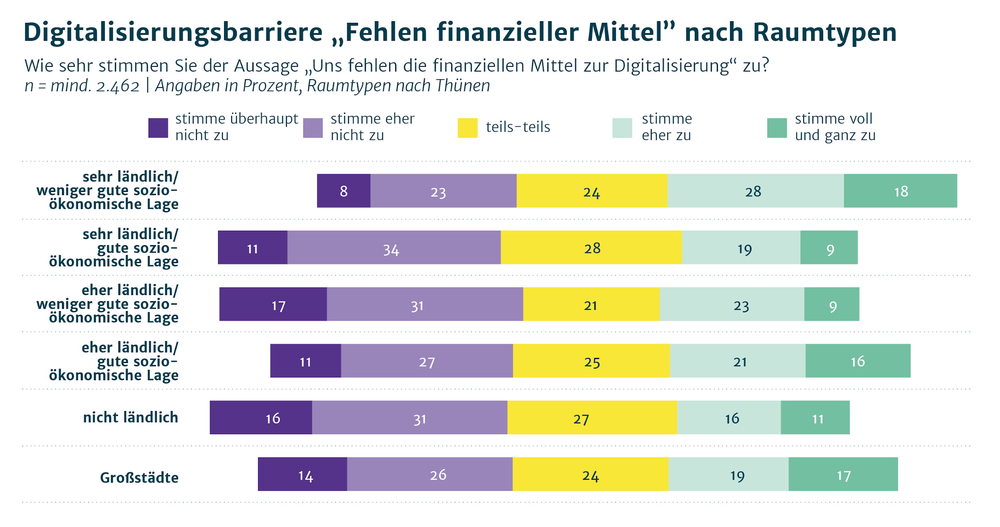 Digitalisierungsbarriere „Fehlen finanzieller Mittel” nach Raumtypen
Wie sehr stimmen Sie der Aussage „Uns fehlen die finanziellen Mittel zur Digitalisierung“ zu?
n = mind. 2.462 | Angaben in Prozent, Raumtypen nach Thünen
stimme überhaupt
nicht zu
stimme eher
nicht zu
teils-teils
stimme
eher zu
stimme voll
und ganz zu
sehr ländlich/
weniger gute sozio-
ökonomische Lage
8 23 24 28 18
sehr ländlich/
gute sozio-
ökonomische Lage
11 34 28 19 9
eher ländlich/
weniger gute sozio-
ökonomische Lage
17 31 21 23 9
eher ländlich/
gute sozio-
ökonomische Lage
11 27 25 21 16
nicht ländlich
16 31 27 16 11
Großstädte
14 26 24 19 17